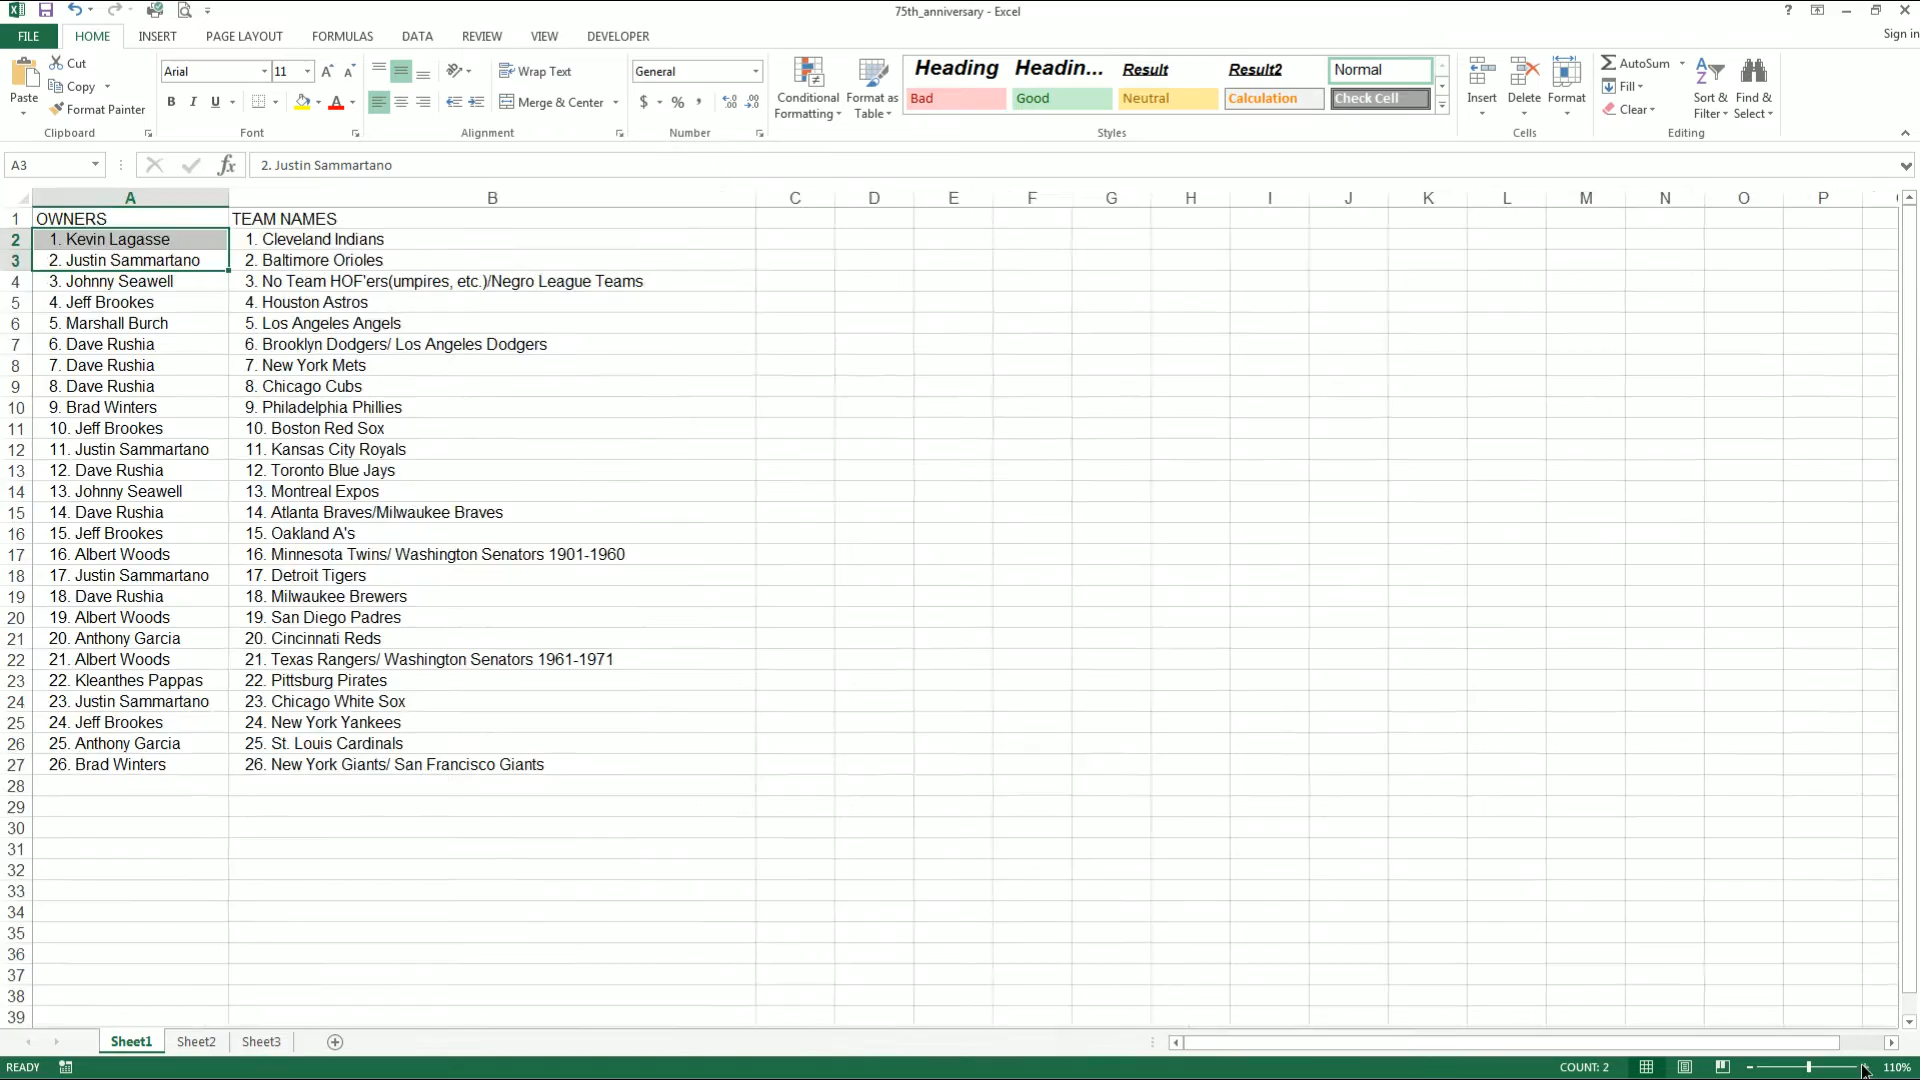 75th_anniversary - Excel
?
Sign in
FILE HOME INSERT PAGE LAYOUT FORMULAS DATA REVIEW VIEW DEVELOPER
Paste
Cut
Copy
Format Painter
Clipboard
Arial 11
B I U
Font
Wrap Text
Merge & Center
Alignment
General
$ % ,
Number
Conditional Formatting
Format as Table
Heading Headin... Result Result2 Normal
Bad Good Neutral Calculation Check Cell
Styles
Insert Delete Format
Cells
AutoSum
Fill
Clear
Sort & Filter
Find & Select
Editing
A3 fx 2. Justin Sammartano
A B C D E F G H I J K L M N O P
1 OWNERS TEAM NAMES
2 1. Kevin Lagasse 1. Cleveland Indians
3 2. Justin Sammartano 2. Baltimore Orioles
4 3. Johnny Seawell 3. No Team HOF'ers(umpires, etc.)/Negro League Teams
5 4. Jeff Brookes 4. Houston Astros
6 5. Marshall Burch 5. Los Angeles Angels
7 6. Dave Rushia 6. Brooklyn Dodgers/ Los Angeles Dodgers
8 7. Dave Rushia 7. New York Mets
9 8. Dave Rushia 8. Chicago Cubs
10 9. Brad Winters 9. Philadelphia Phillies
11 10. Jeff Brookes 10. Boston Red Sox
12 11. Justin Sammartano 11. Kansas City Royals
13 12. Dave Rushia 12. Toronto Blue Jays
14 13. Johnny Seawell 13. Montreal Expos
15 14. Dave Rushia 14. Atlanta Braves/Milwaukee Braves
16 15. Jeff Brookes 15. Oakland A's
17 16. Albert Woods 16. Minnesota Twins/ Washington Senators 1901-1960
18 17. Justin Sammartano 17. Detroit Tigers
19 18. Dave Rushia 18. Milwaukee Brewers
20 19. Albert Woods 19. San Diego Padres
21 20. Anthony Garcia 20. Cincinnati Reds
22 21. Albert Woods 21. Texas Rangers/ Washington Senators 1961-1971
23 22. Kleanthes Pappas 22. Pittsburg Pirates
24 23. Justin Sammartano 23. Chicago White Sox
25 24. Jeff Brookes 24. New York Yankees
26 25. Anthony Garcia 25. St. Louis Cardinals
27 26. Brad Winters 26. New York Giants/ San Francisco Giants
28
29
30
31
32
33
34
35
36
37
38
39
Sheet1 Sheet2 Sheet3
READY COUNT: 2 110%